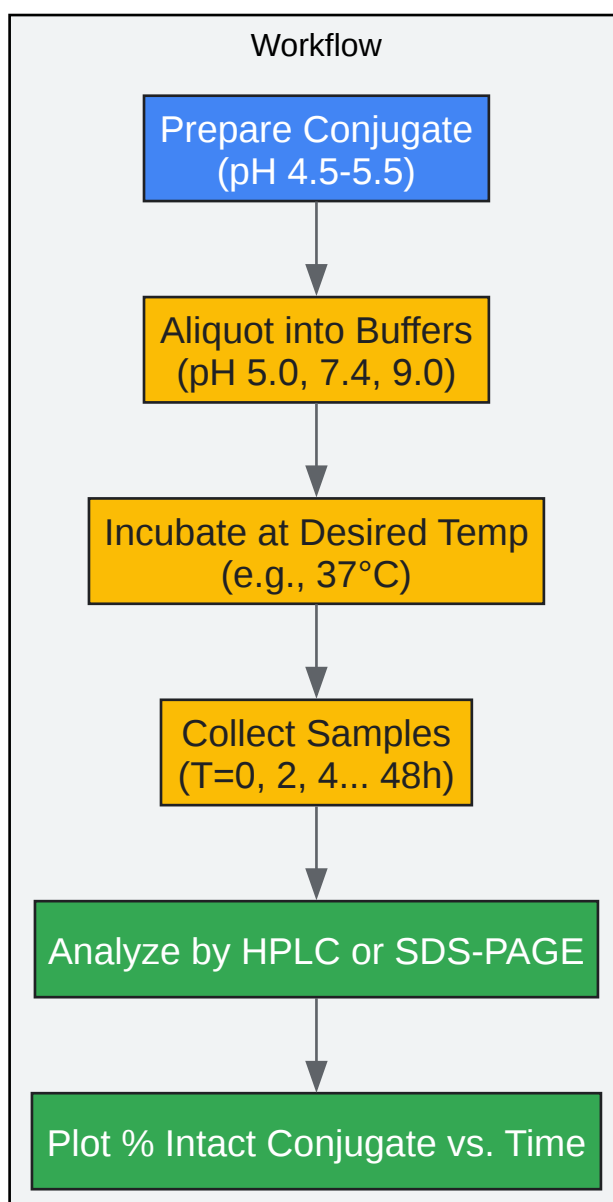 Workflow
Prepare Conjugate
(pH 4.5-5.5)
Aliquot into Buffers
(pH 5.0, 7.4, 9.0)
Incubate at Desired Temp
(e.g., 37°C)
Collect Samples
(T=0, 2, 4... 48h)
Analyze by HPLC or SDS-PAGE
Plot % Intact Conjugate vs. Time